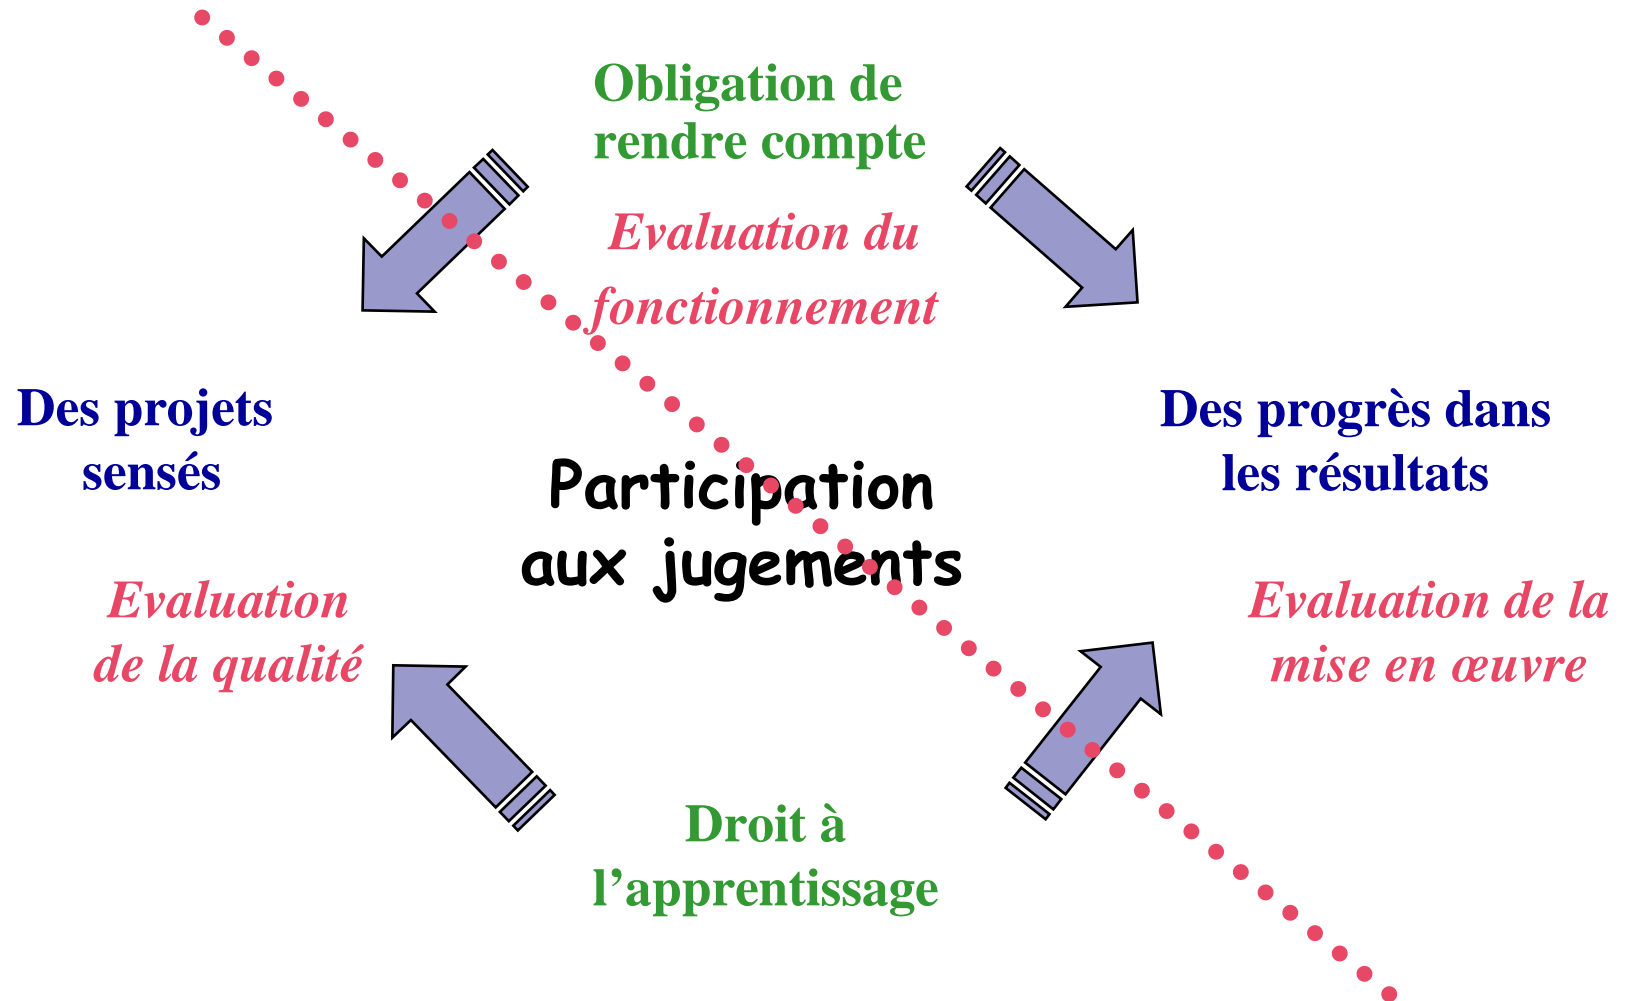 Obligation de
rendre compte
Evaluation du
fonctionnement
Des projets
sensés
Evaluation
de la qualité
Participation
aux jugements
Des progrès dans
les résultats
Evaluation de la
mise en œuvre
Droit à
l’apprentissage